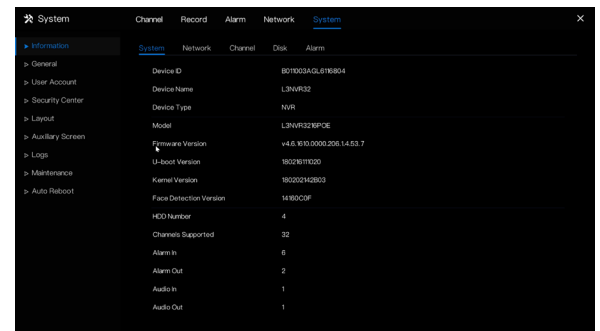 System Channel Record Alarm Network System ×
Information System Network Channel Disk Alarm
General
User Account
Security Center
Layout
Auxiliary Screen
Logs
Maintenance
Auto Reboot
Device ID B011003AGL6116804
Device Name L3NVR32
Device Type NVR
Model L3NVR3216POE
Firmware Version v4.6.1610.0000.206.1.4.53.7
U-boot Version 180216111020
Kernel Version 180202142B03
Face Detection Version 14160C0F
HDD Number 4
Channels Supported 32
Alarm In 6
Alarm Out 2
Audio In 1
Audio Out 1